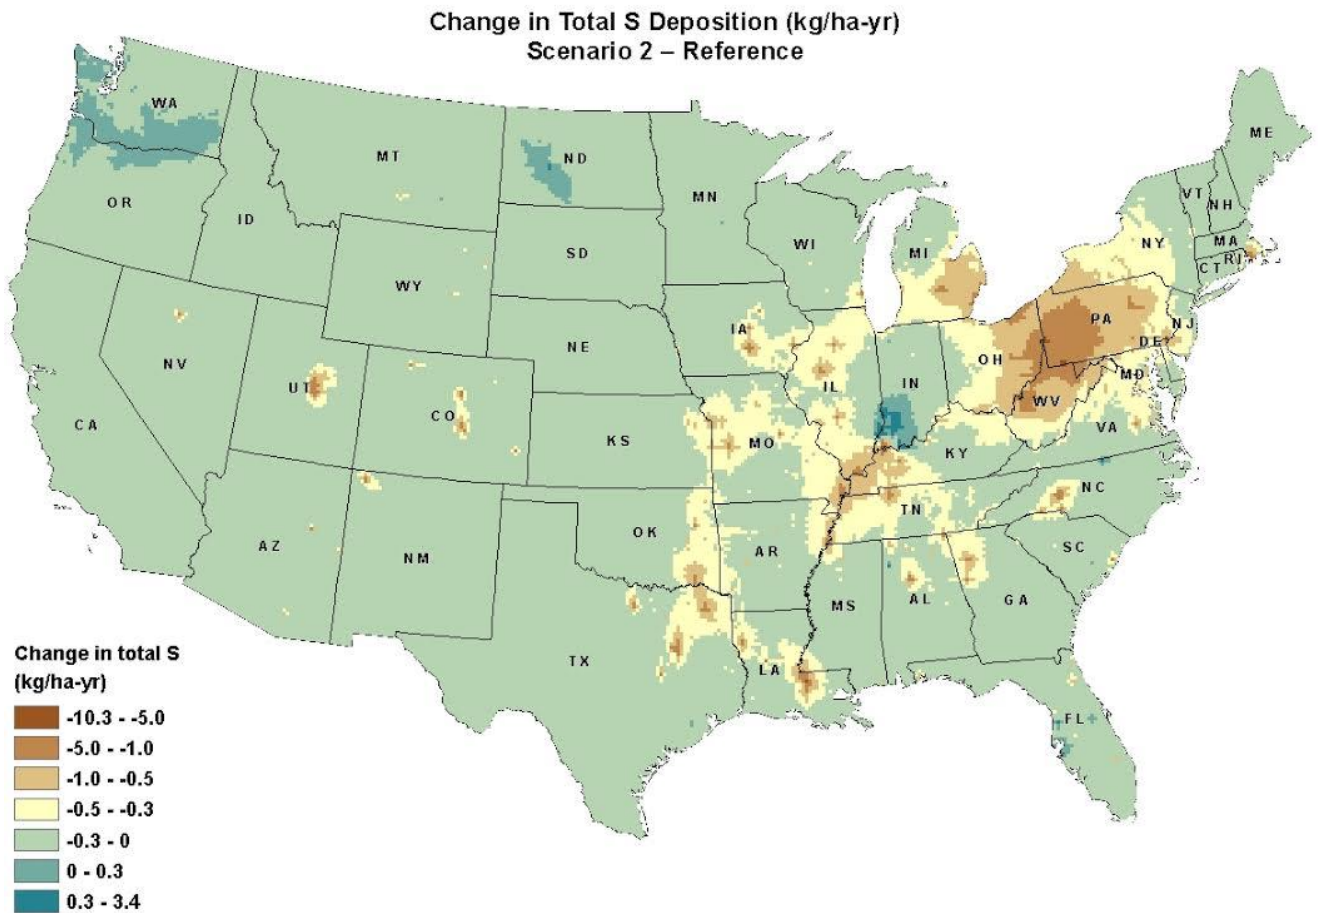 Change in Total S Deposition (kg/ha-yr)
Scenario 2 – Reference
WA
MT
ND
ME
OR
ID
MN
VT
NH
SD
WI
MI
NY
MA
WY
CT
RI
IA
PA
NE
NJ
NV
OH
DE
UT
IL
IN
MD
CO
WV
CA
KS
MO
VA
KY
NC
TN
OK
AZ
AR
SC
NM
MS
AL
GA
TX
LA
FL
Change in total S
(kg/ha-yr)
-10.3 - -5.0
-5.0 - -1.0
-1.0 - -0.5
-0.5 - -0.3
-0.3 - 0
0 - 0.3
0.3 - 3.4